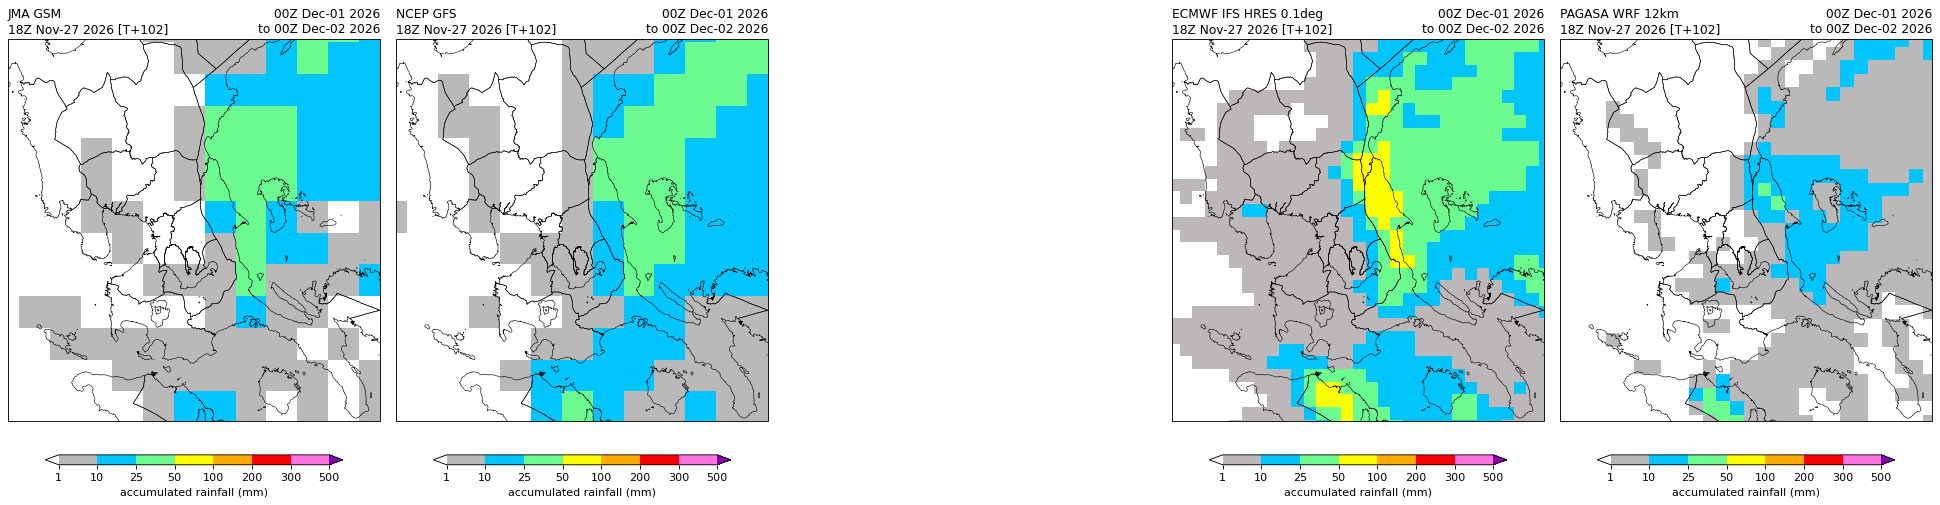 JMA GSM 00Z Dec-01 2026
18Z Nov-27 2026 [T+102] to 00Z Dec-02 2026
1 10 25 50 100 200 300 500
accumulated rainfall (mm)
NCEP GFS 00Z Dec-01 2026
18Z Nov-27 2026 [T+102] to 00Z Dec-02 2026
1 10 25 50 100 200 300 500
accumulated rainfall (mm)
ECMWF IFS HRES 0.1deg 00Z Dec-01 2026
18Z Nov-27 2026 [T+102] to 00Z Dec-02 2026
1 10 25 50 100 200 300 500
accumulated rainfall (mm)
PAGASA WRF 12km 00Z Dec-01 2026
18Z Nov-27 2026 [T+102] to 00Z Dec-02 2026
1 10 25 50 100 200 300 500
accumulated rainfall (mm)